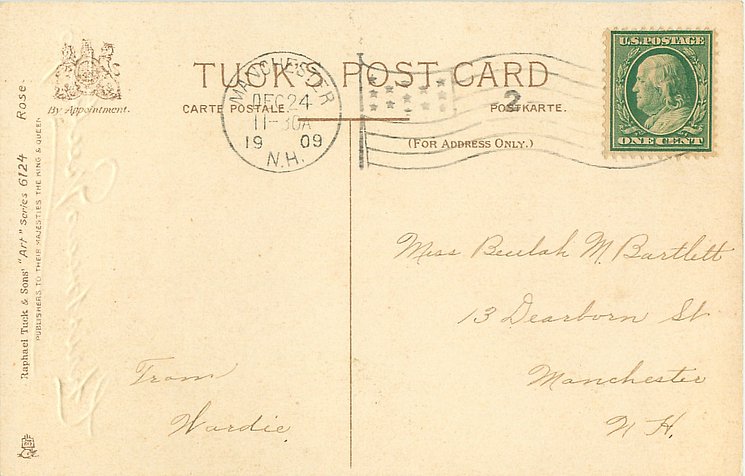 TUCK'S POST CARD
CARTE POSTALE.
POSTKARTE.
(FOR ADDRESS ONLY.)
By Appointment.
Raphael Tuck & Sons' "Art" Series 6124 Rose.
PUBLISHERS TO THEIR MAJESTIES THE KING & QUEEN
MANCHESTER
DEC 24
11-30A
1909
N.H.
2
U.S. POSTAGE
ONE CENT
Miss Beulah M. Bartlett
13 Dearborn St
Manchester
N H.
From
Wardie.